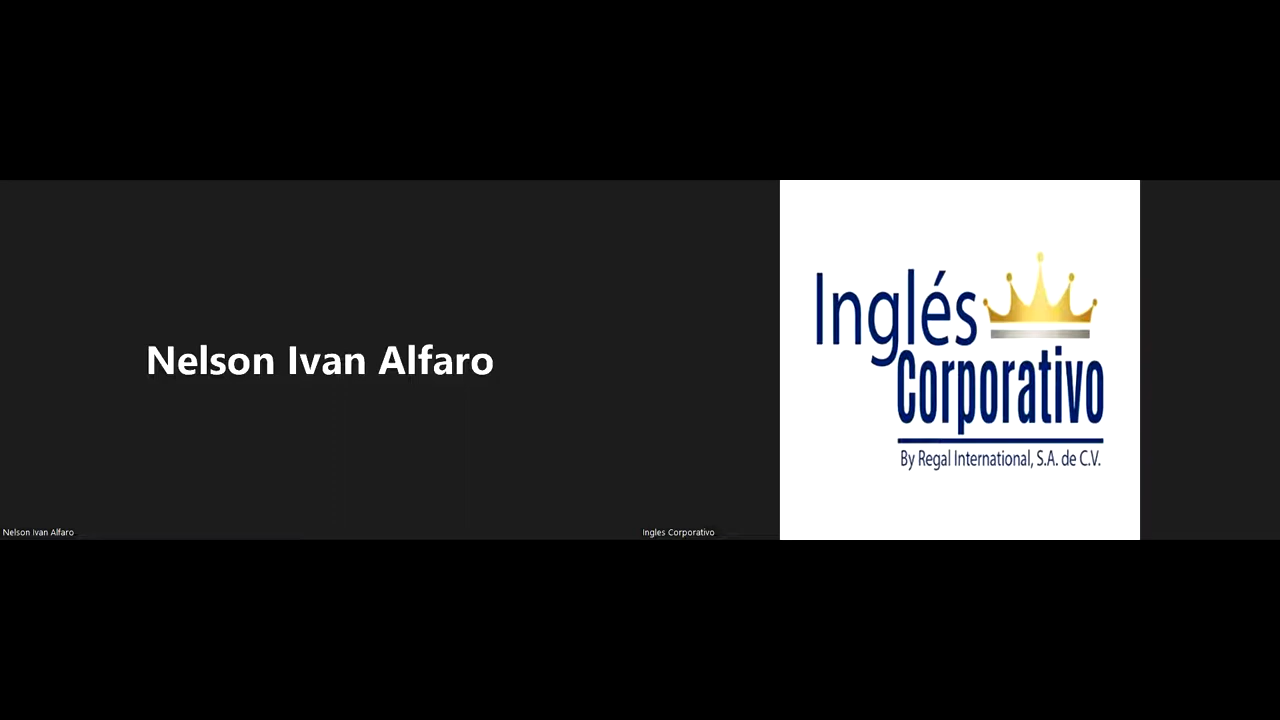 Nelson Ivan Alfaro
Nelson Ivan Alfaro
Inglés
Corporativo
By Regal International, S.A. de C.V.
Ingles Corporativo